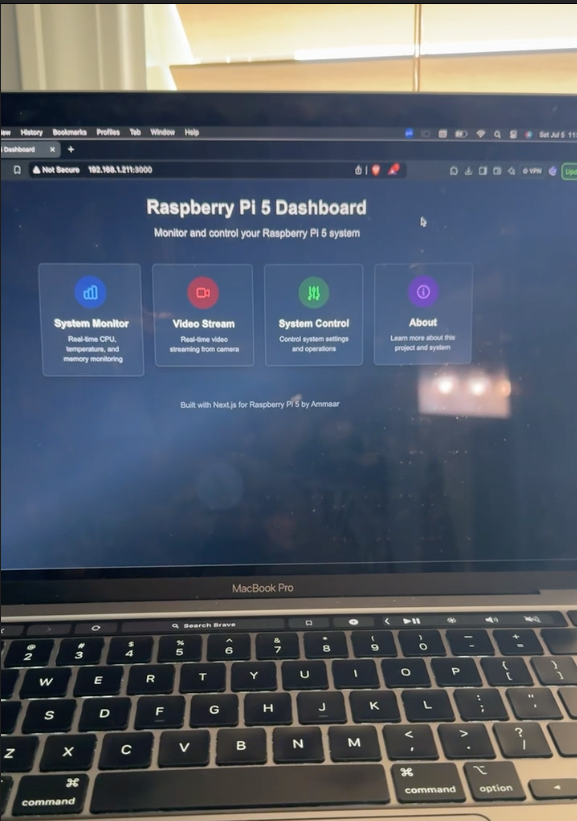 ew History Bookmarks Profiles Tab Window Help
Sat Jul 5 11
Dashboard × +
Not Secure 192.168.1.211:3000
VPN
Raspberry Pi 5 Dashboard
Monitor and control your Raspberry Pi 5 system
System Monitor
Real-time CPU,
temperature, and
memory monitoring
Video Stream
Real-time video
streaming from camera
System Control
Control system settings
and operations
About
Learn more about this
project and system
Built with Next.js for Raspberry Pi 5 by Ammaar
MacBook Pro
Search Brave
@ # $ % ^ & * ( ) _ +
2 3 4 5 6 7 8 9 0 - =
W E R T Y U I O P { [ } ]
S D F G H J K L : ; " '
Z X C V B N M < , > . ? /
⌘ ⌘ ⌥
command command option